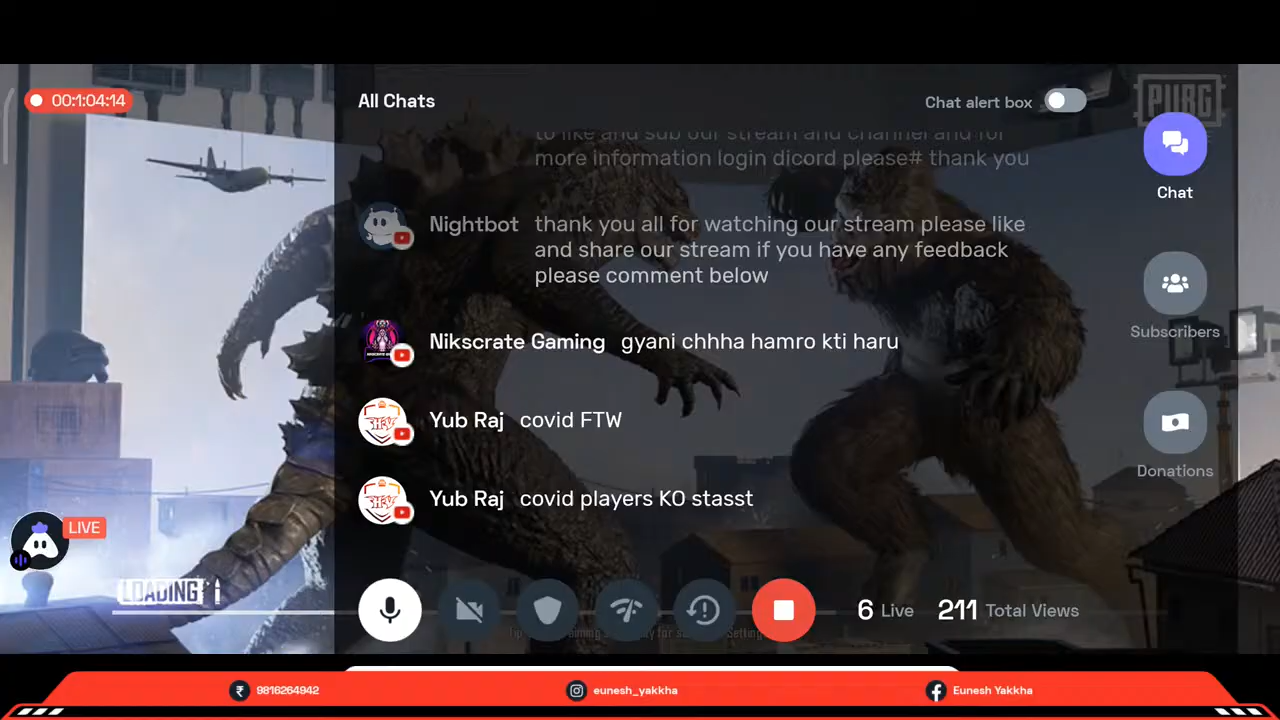 00:1:04:14
All Chats
Chat alert box
PUBG
to like and sub our stream and channel and for
more information login dicord please# thank you
Chat
Nightbot thank you all for watching our stream please like
and share our stream if you have any feedback
please comment below
Subscribers
Nikscrate Gaming gyani chhha hamro kti haru
Yub Raj covid FTW
Donations
Yub Raj covid players KO stasst
LIVE
LOADING
6 Live 211 Total Views
₹ 9816264942
eunesh_yakkha
Eunesh Yakkha